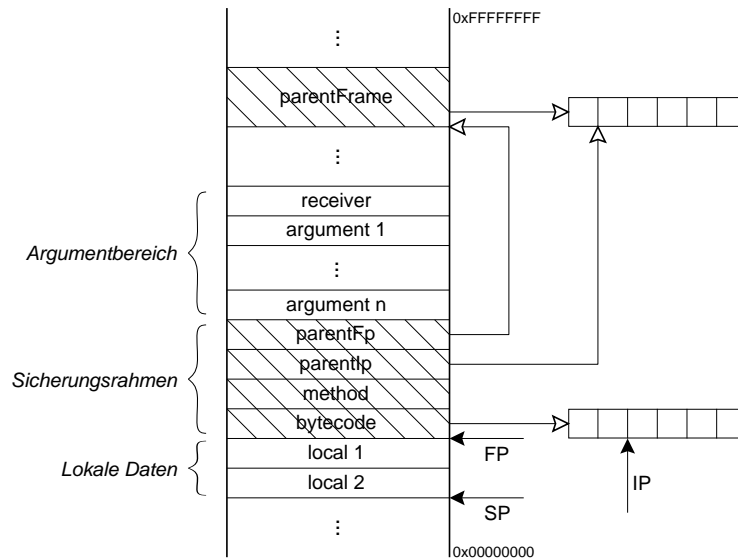 0xFFFFFFFF
⋮
parentFrame
⋮
receiver
argument 1
Argumentbereich
⋮
argument n
parentFp
parentIp
Sicherungsrahmen
method
bytecode
FP
local 1
Lokale Daten
local 2
IP
SP
⋮
0x00000000